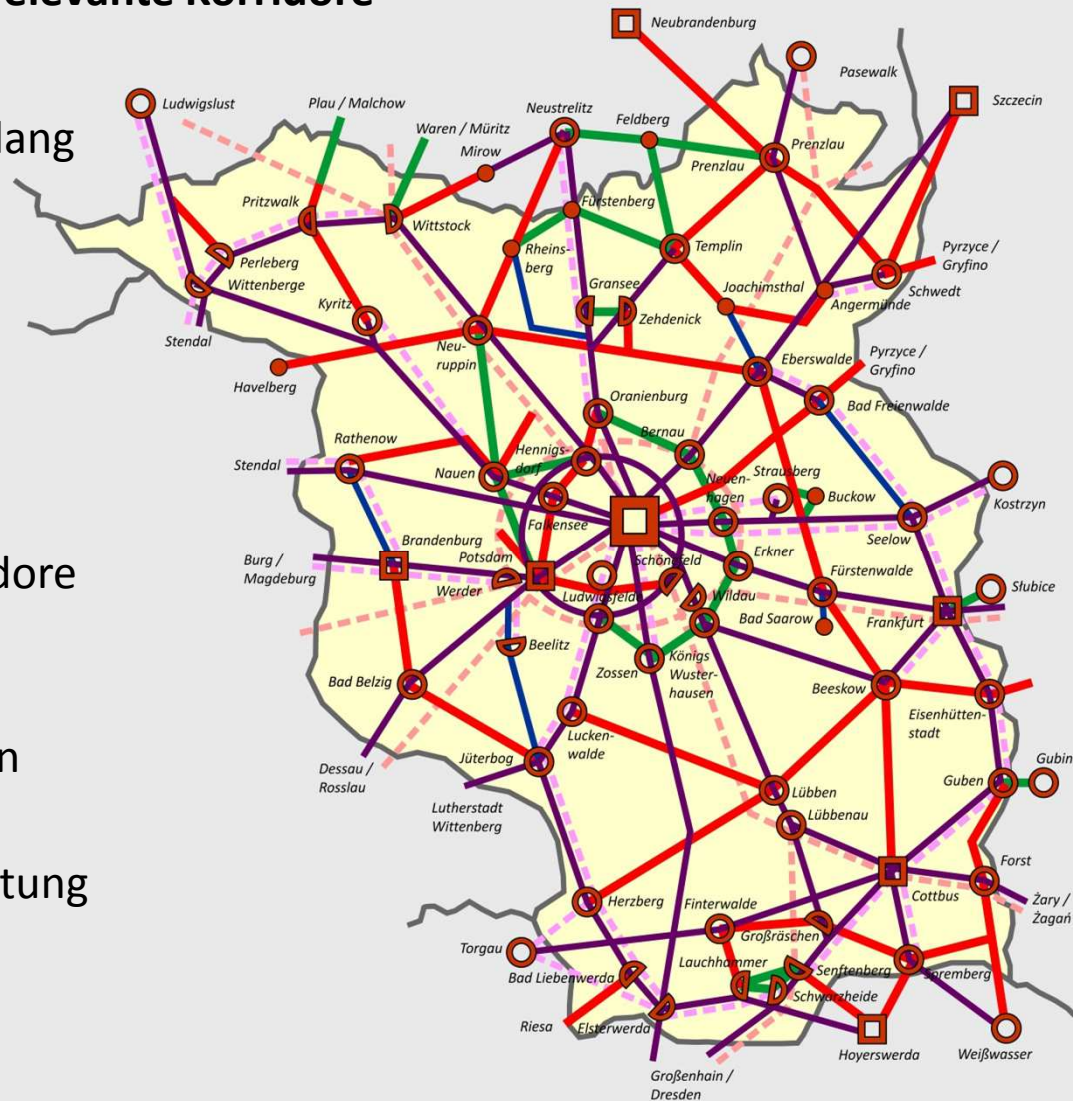 elevante Korridore
lang
dore
n
tung
Neubrandenburg
Pasewalk
Szczecin
Ludwigslust
Plau / Malchow
Waren / Müritz
Mirow
Neustrelitz
Feldberg
Prenzlau
Prenzlau
Pritzwalk
Wittstock
Fürstenberg
Rheins-
berg
Templin
Perleberg
Wittenberge
Gransee
Zehdenick
Joachimsthal
Angermünde
Schwedt
Pyrzyce /
Gryfino
Stendal
Kyritz
Neu-
ruppin
Havelberg
Eberswalde
Pyrzyce /
Gryfino
Bad Freienwalde
Oranienburg
Bernau
Rathenow
Stendal
Nauen
Hennigs-
dorf
Falkensee
Neuen-
hagen
Strausberg
Buckow
Kostrzyn
Seelow
Burg /
Magdeburg
Brandenburg
Potsdam
Werder
Schönefeld
Erkner
Fürstenwalde
Słubice
Ludwigsfelde
Wildau
Bad Saarow
Frankfurt
Beelitz
Zossen
Königs
Wuster-
hausen
Bad Belzig
Beeskow
Eisenhütten-
stadt
Lucken-
walde
Jüterbog
Dessau /
Rosslau
Lutherstadt
Wittenberg
Guben
Gubin
Lübben
Lübbenau
Cottbus
Forst
Żary /
Żagań
Herzberg
Finterwalde
Großräschen
Torgau
Bad Liebenwerda
Lauchhammer
Senftenberg
Spremberg
Schwarzheide
Riesa
Elsterwerda
Hoyerswerda
Weißwasser
Großenhain /
Dresden